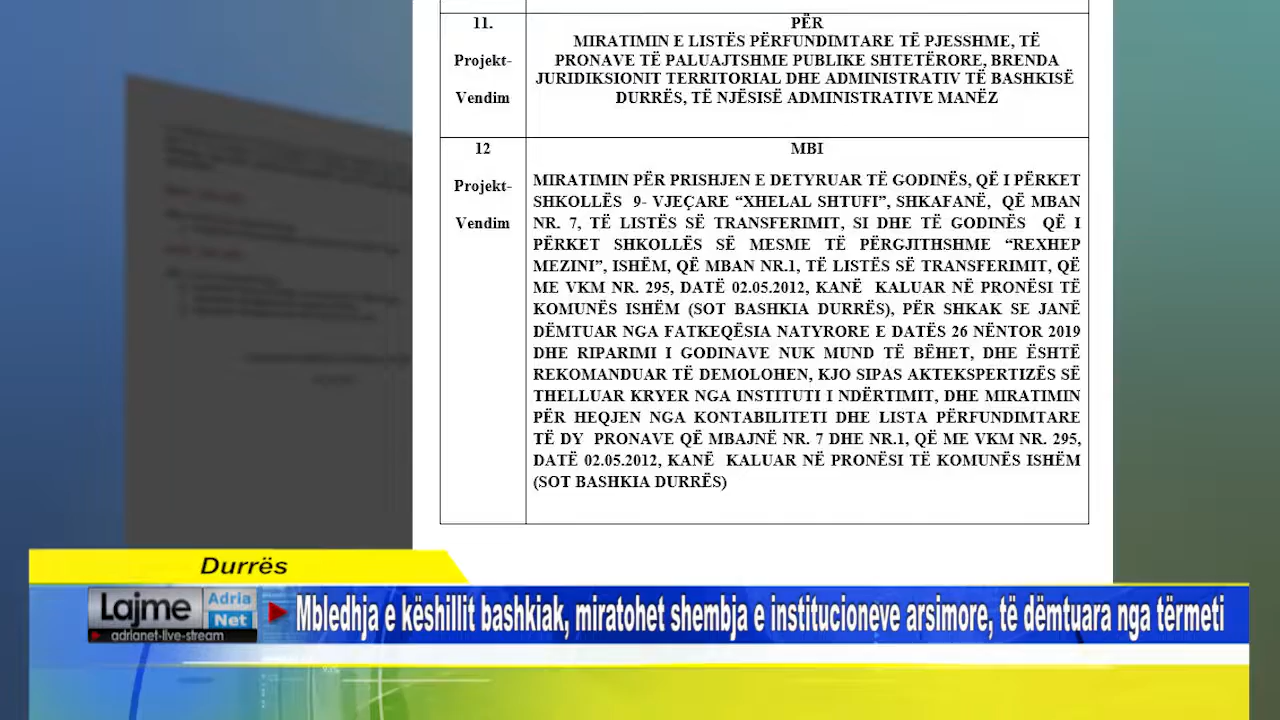 11.
Projekt-
Vendim
PËR
MIRATIMIN E LISTËS PËRFUNDIMTARE TË PJESSHME, TË
PRONAVE TË PALUAJTSHME PUBLIKE SHTETËRORE, BRENDA
JURIDIKSIONIT TERRITORIAL DHE ADMINISTRATIV TË BASHKISË
DURRËS, TË NJËSISË ADMINISTRATIVE MANËZ
12
Projekt-
Vendim
MBI
MIRATIMIN PËR PRISHJEN E DETYRUAR TË GODINËS, QË I PËRKET
SHKOLLËS 9- VJEÇARE “XHELAL SHTUFI”, SHKAFANË, QË MBAN
NR. 7, TË LISTËS SË TRANSFERIMIT, SI DHE TË GODINËS QË I
PËRKET SHKOLLËS SË MESME TË PËRGJITHSHME “REXHEP
MEZINI”, ISHËM, QË MBAN NR.1, TË LISTËS SË TRANSFERIMIT, QË
ME VKM NR. 295, DATË 02.05.2012, KANË KALUAR NË PRONËSI TË
KOMUNËS ISHËM (SOT BASHKIA DURRËS), PËR SHKAK SE JANË
DËMTUAR NGA FATKEQËSIA NATYRORE E DATËS 26 NËNTOR 2019
DHE RIPARIMI I GODINAVE NUK MUND TË BËHET, DHE ËSHTË
REKOMANDUAR TË DEMOLOHEN, KJO SIPAS AKTEKSPERTIZËS SË
THELLUAR KRYER NGA INSTITUTI I NDËRTIMIT, DHE MIRATIMIN
PËR HEQJEN NGA KONTABILITETI DHE LISTA PËRFUNDIMTARE
TË DY PRONAVE QË MBAJNË NR. 7 DHE NR.1, QË ME VKM NR. 295,
DATË 02.05.2012, KANË KALUAR NË PRONËSI TË KOMUNËS ISHËM
(SOT BASHKIA DURRËS)
Durrës
Lajme
Adria
Net
adrianet-live-stream
Mbledhja e këshillit bashkiak, miratohet shembja e institucioneve arsimore, të dëmtuara nga tërmeti